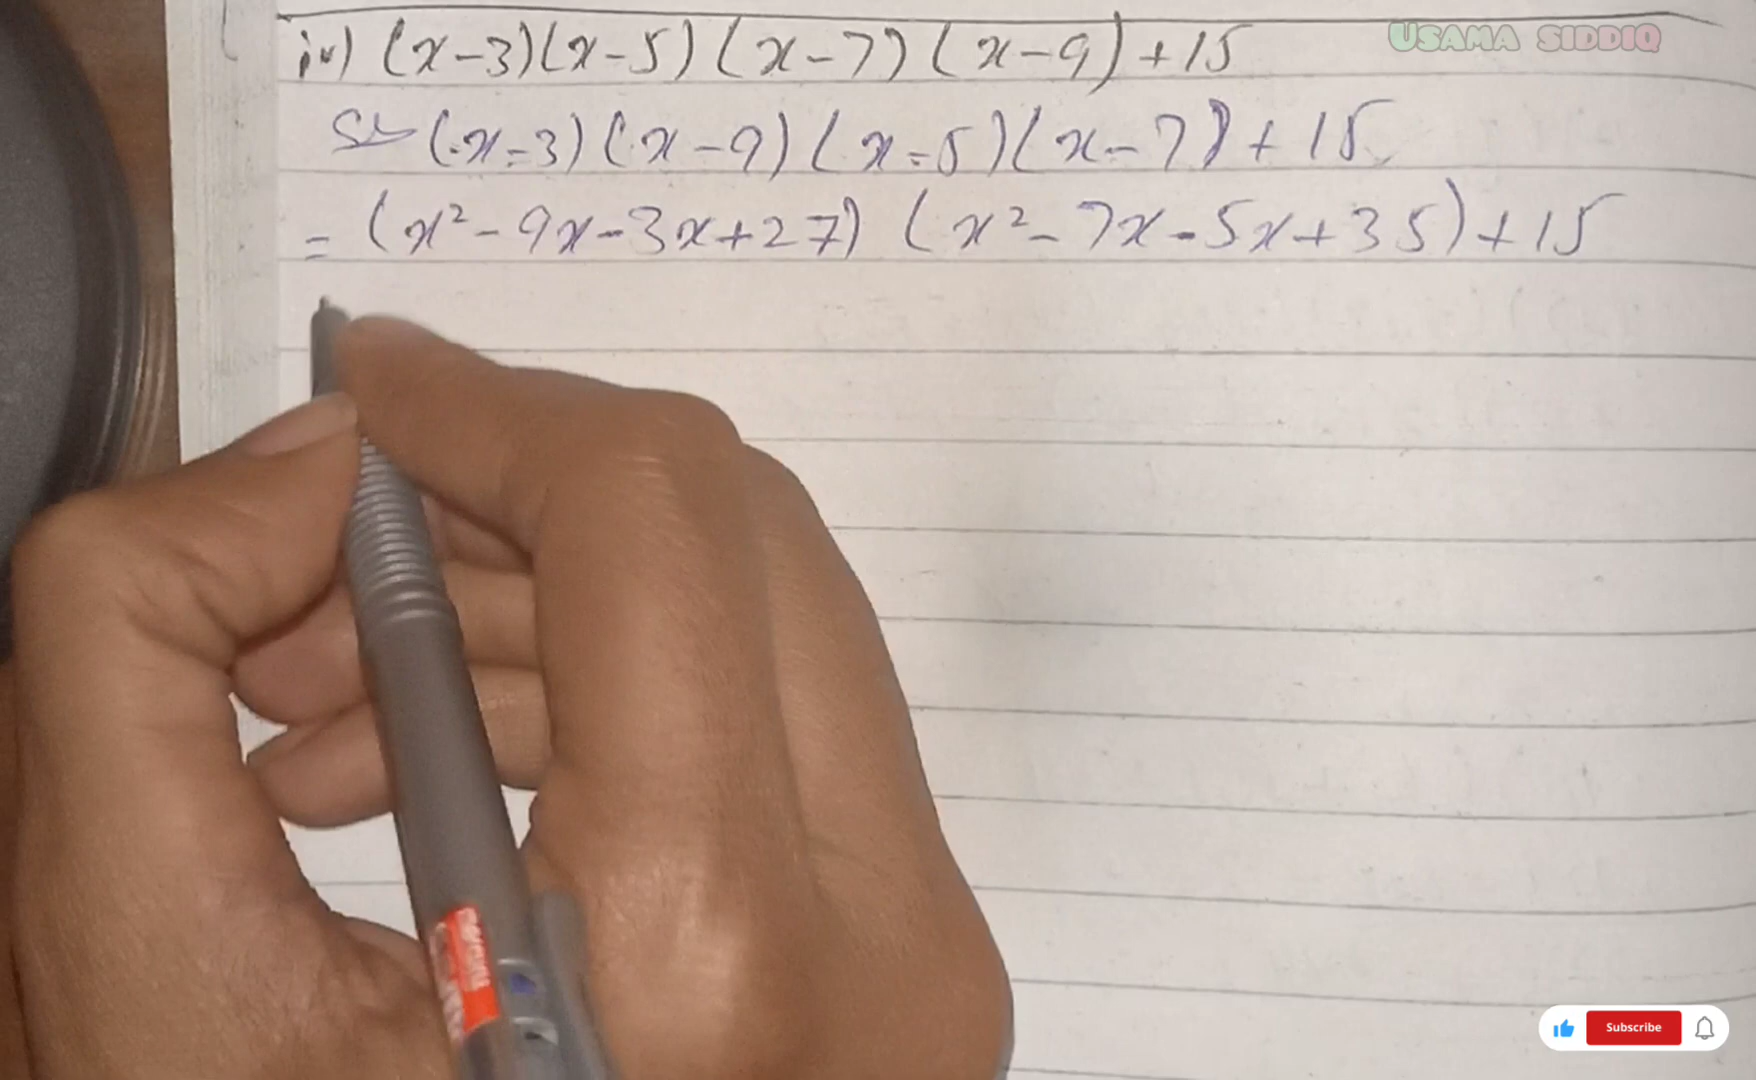 iv) (x-3)(x-5)(x-7)(x-9)+15
USAMA SIDDIQ
(x-3)(x-9)(x-5)(x-7)+15
= (x²-9x-3x+27) (x²-7x-5x+35)+15
Subscribe